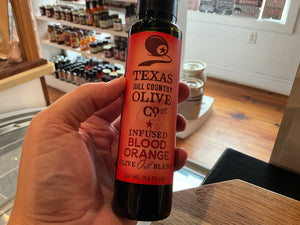 TEXAS
HILL COUNTRY
OLIVE
CO
INFUSED
BLOOD
ORANGE
OLIVE Oil BLEND